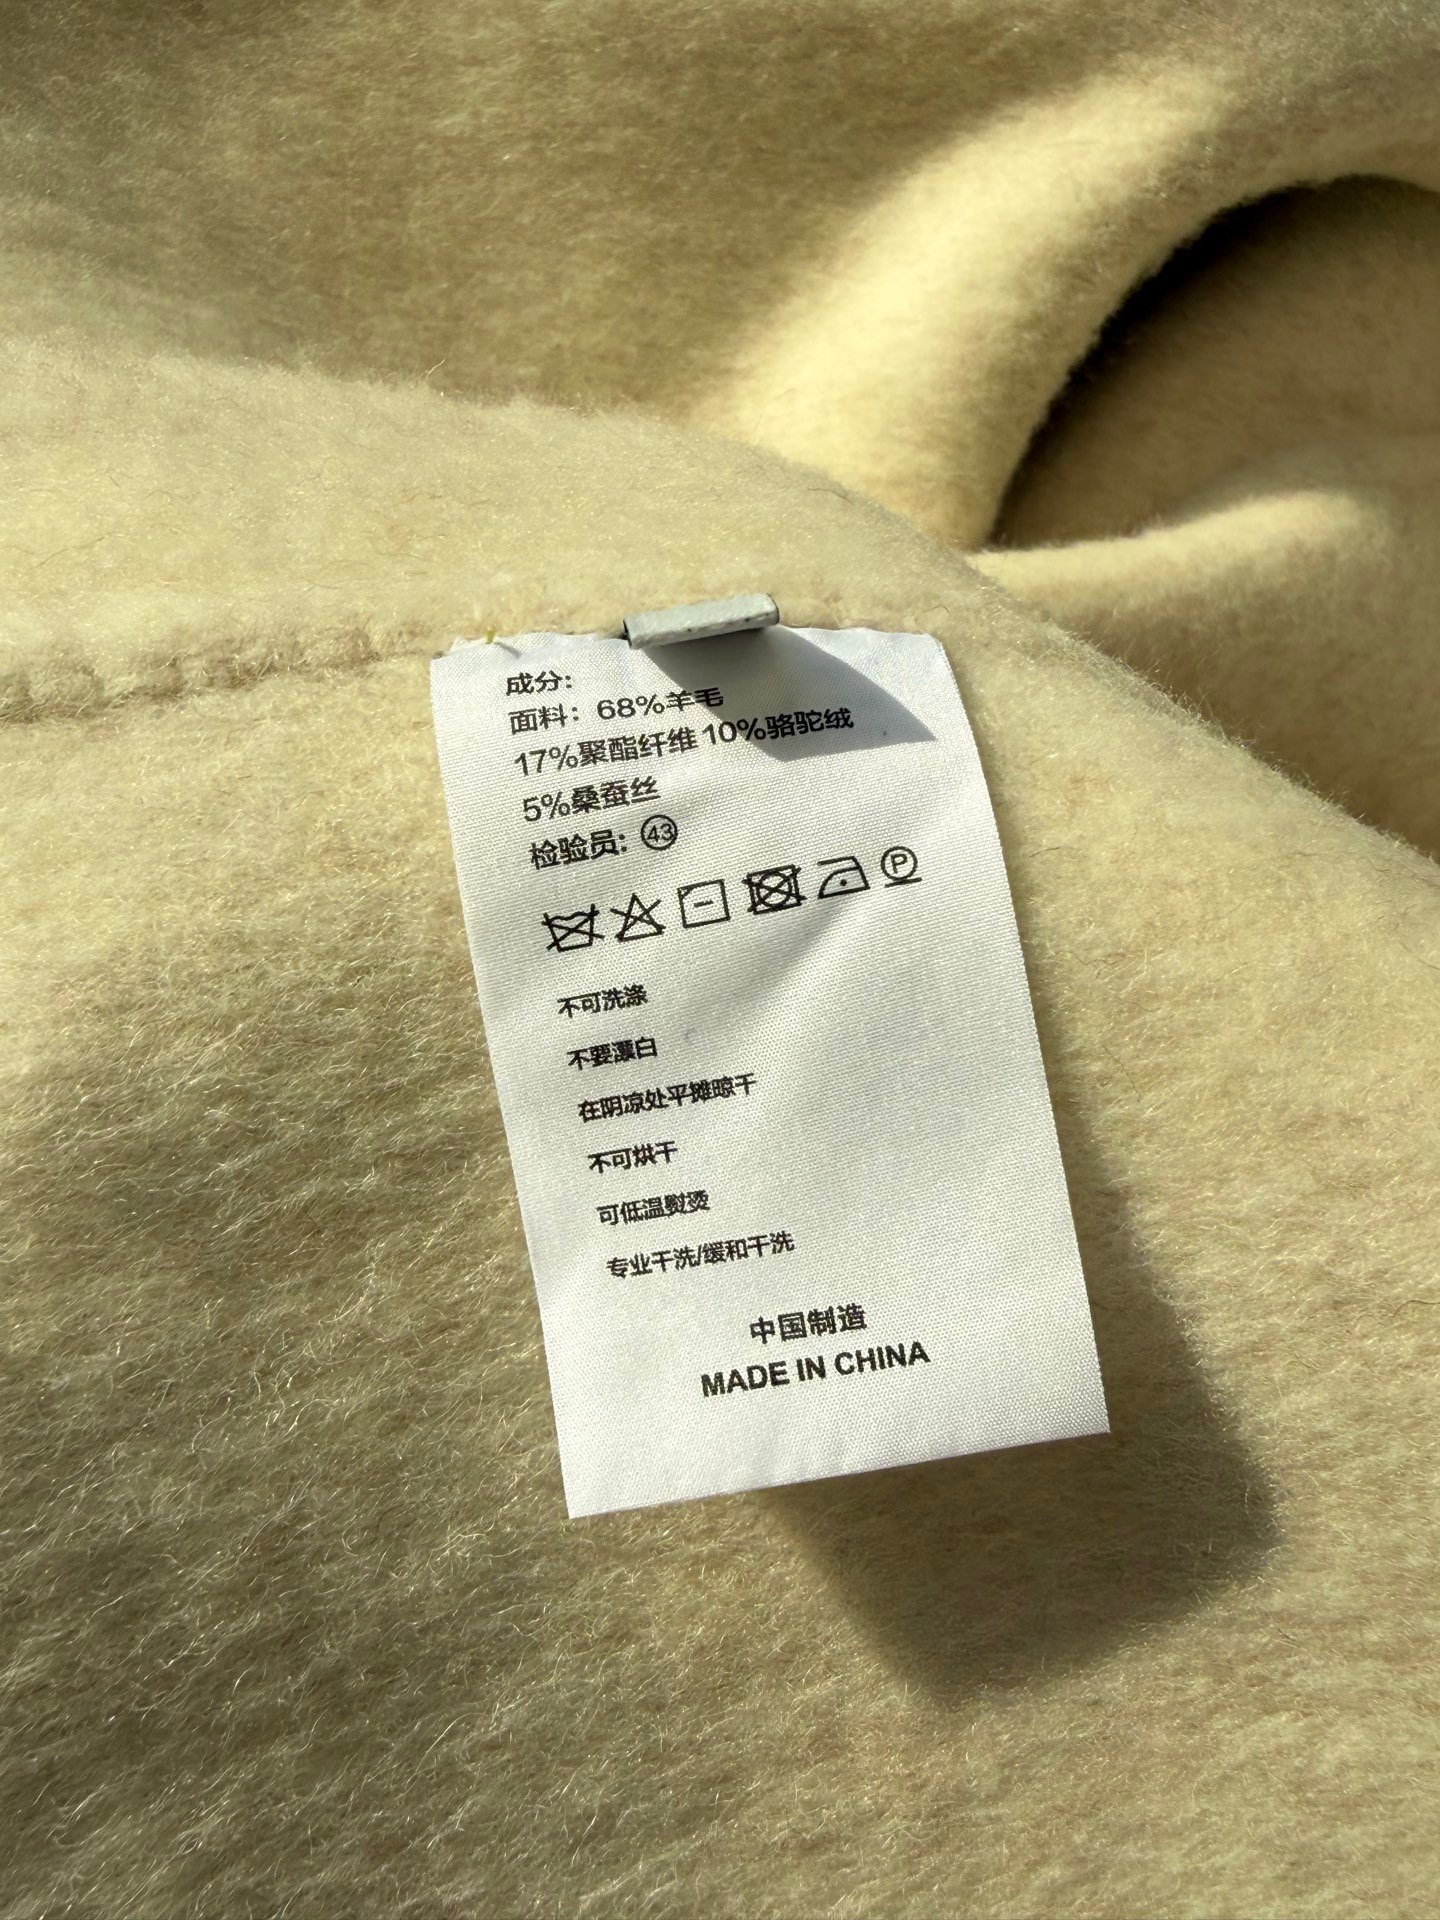 成分:
面料: 68%羊毛
17%聚酯纤维 10%骆驼绒
5%桑蚕丝
检验员: 43
P
不可洗涤
不要漂白
在阴凉处平摊晾干
不可烘干
可低温熨烫
专业干洗/缓和干洗
中国制造
MADE IN CHINA